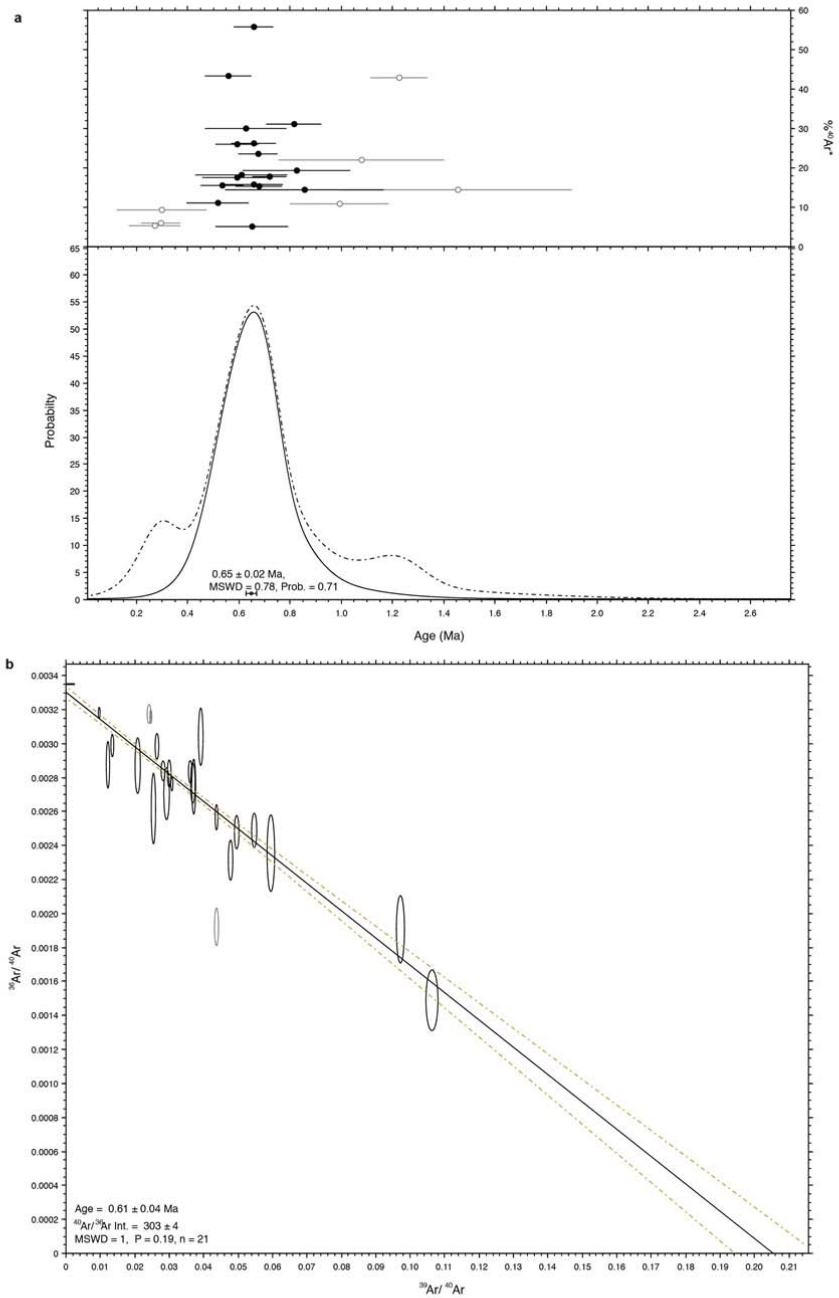 a
60
50
40
30
20
10
0
%⁴⁰Ar*
65
60
55
50
45
40
35
30
25
20
15
10
5
0
Probabilty
0.65 ± 0.02 Ma,
MSWD = 0.78, Prob. = 0.71
0.2 0.4 0.6 0.8 1.0 1.2 1.4 1.6 1.8 2.0 2.2 2.4 2.6
Age (Ma)
b
0.0034
0.0032
0.0030
0.0028
0.0026
0.0024
0.0022
0.0020
0.0018
0.0016
0.0014
0.0010
0.0010
0.0008
0.0006
0.0004
0.0002
0
³⁶Ar/ ⁴⁰Ar
Age = 0.61 ± 0.04 Ma
⁴⁰Ar/³⁶Ar Int. = 303 ± 4
MSWD = 1, P = 0.19, n = 21
0 0.01 0.02 0.03 0.04 0.05 0.06 0.07 0.08 0.09 0.10 0.11 0.12 0.13 0.14 0.15 0.16 0.17 0.18 0.19 0.20 0.21
³⁹Ar/ ⁴⁰Ar